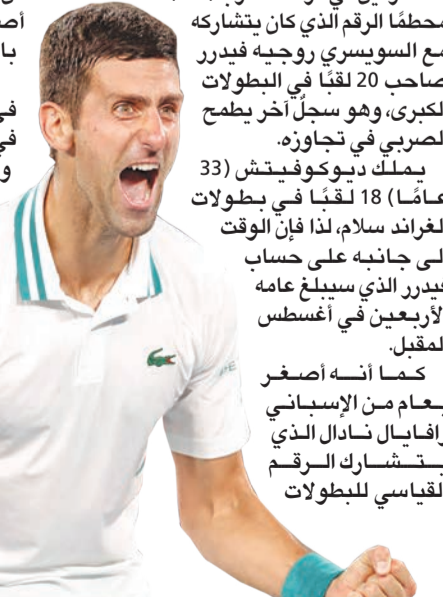 محطمًا الرقم الذي كان يتشاركه
مع السويسري روجيه فيدرر
صاحب 20 لقبًا في البطولات
الكبرى، وهو سجلٌ آخر يطمح
الصربي في تجاوزه.
يملك ديوكوفيتش (33
عامًا) 18 لقبًا في بطولات
الغراند سلام، لذا فإن الوقت
إلى جانبه على حساب
فيدرر الذي سيبلغ عامه
الأربعين في أغسطس
المقبل.
كما أنه أصغر
بعام من الإسباني
رافايال نادال الذي
يتشارك الرقم
القياسي للبطولات
في